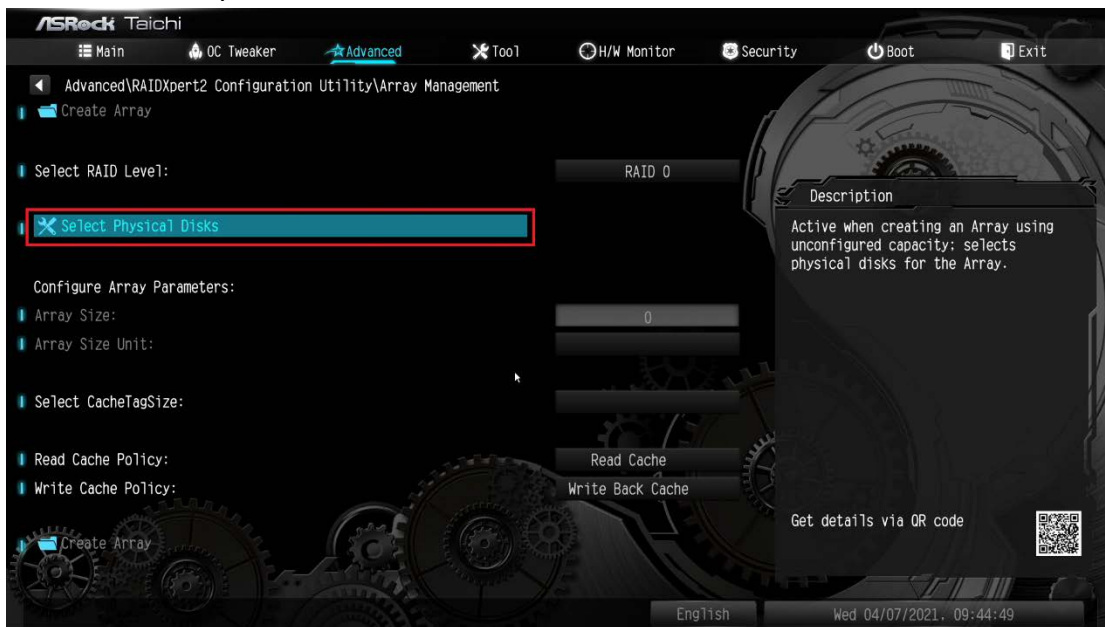 ASRock Taichi
Main OC Tweaker Advanced Tool H/W Monitor Security Boot Exit
Advanced\RAIDXpert2 Configuration Utility\Array Management
Create Array
Select RAID Level: RAID 0
Select Physical Disks
Configure Array Parameters:
Array Size: 0
Array Size Unit:
Select CacheTagSize:
Read Cache Policy: Read Cache
Write Cache Policy: Write Back Cache
Create Array
Description
Active when creating an Array using
unconfigured capacity: selects
physical disks for the Array.
Get details via QR code
English Wed 04/07/2021. 09:44:49